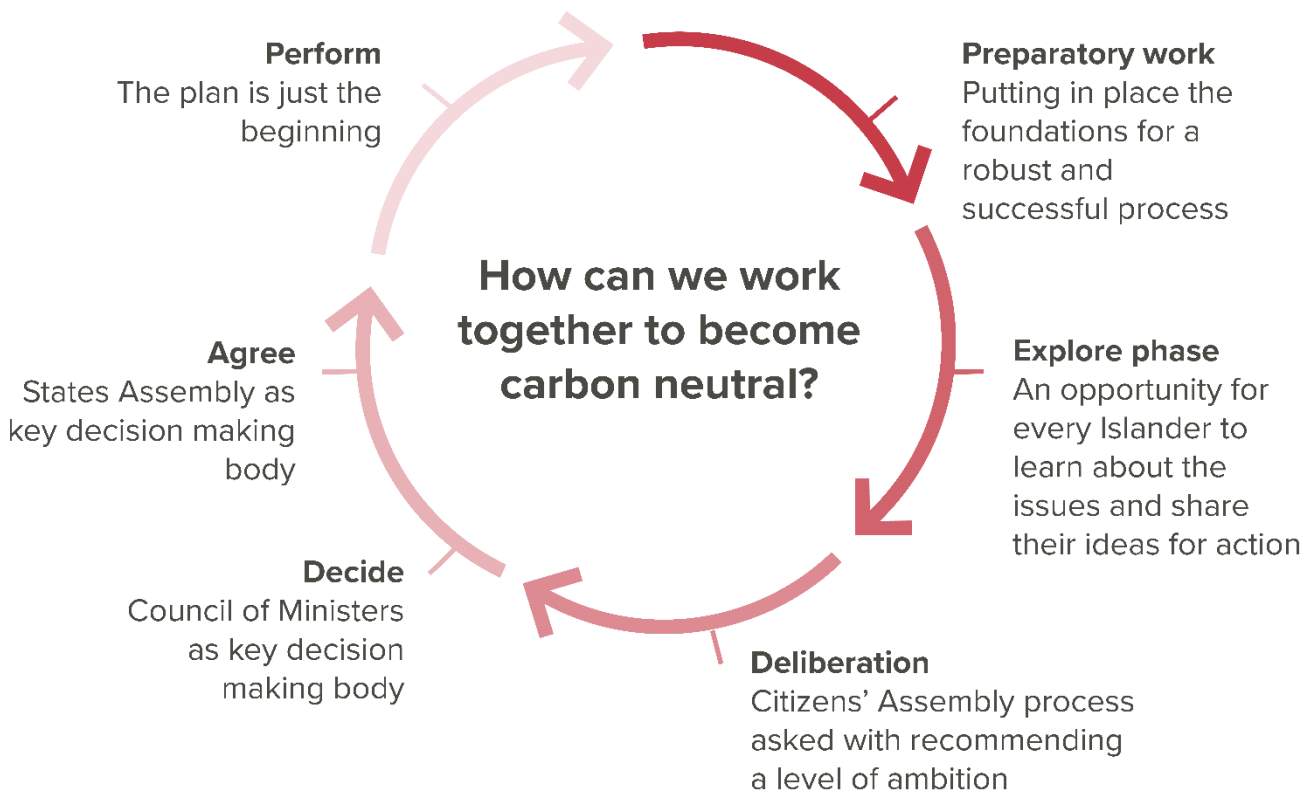 How can we work
together to become
carbon neutral?
Preparatory work
Putting in place the
foundations for a
robust and
successful process
Explore phase
An opportunity for
every Islander to
learn about the
issues and share
their ideas for action
Deliberation
Citizens’ Assembly process
asked with recommending
a level of ambition
Decide
Council of Ministers
as key decision
making body
Agree
States Assembly as
key decision making
body
Perform
The plan is just the
beginning